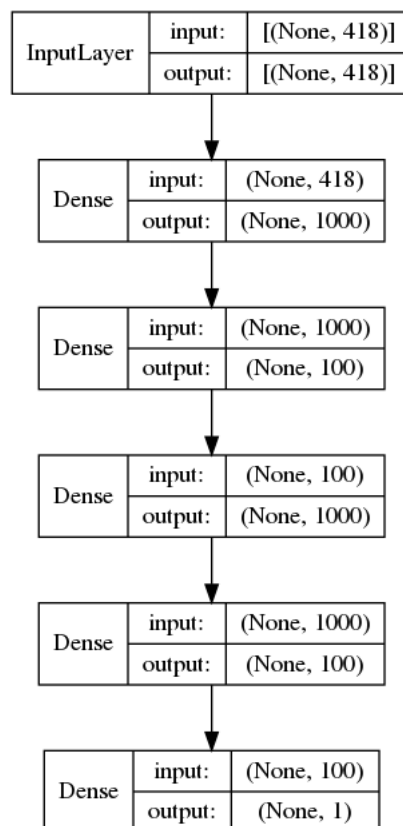 InputLayer
input: [(None, 418)]
output: [(None, 418)]
Dense
input: (None, 418)
output: (None, 1000)
Dense
input: (None, 1000)
output: (None, 100)
Dense
input: (None, 100)
output: (None, 1000)
Dense
input: (None, 1000)
output: (None, 100)
Dense
input: (None, 100)
output: (None, 1)